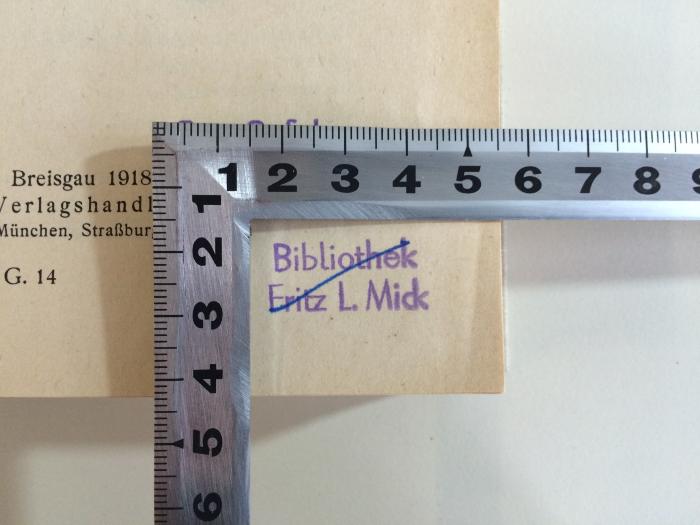 Breisgau 1918
Verlagshandl
München, Straßbur
G. 14
1 2 3 4 5 6 7 8 9
1 2 3 4 5 6
Bibliothek
Fritz L. Mick